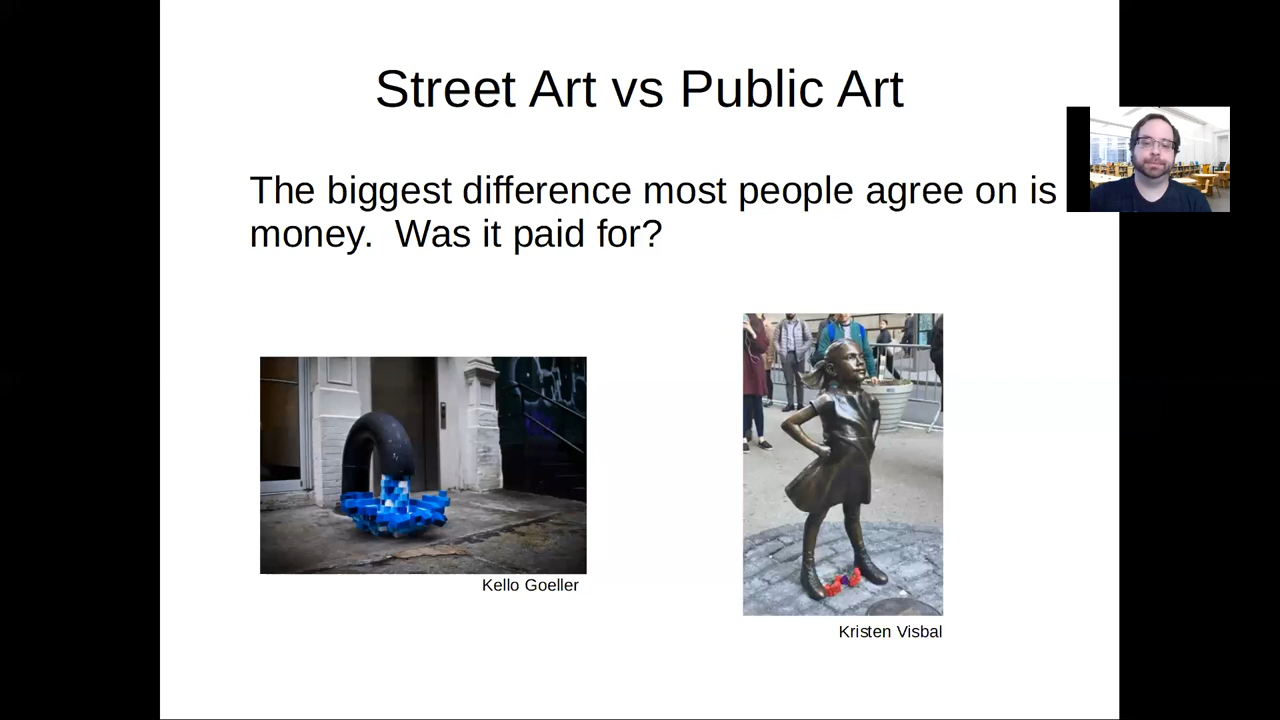 Street Art vs Public Art
The biggest difference most people agree on is
money.  Was it paid for?
Kello Goeller
Kristen Visbal